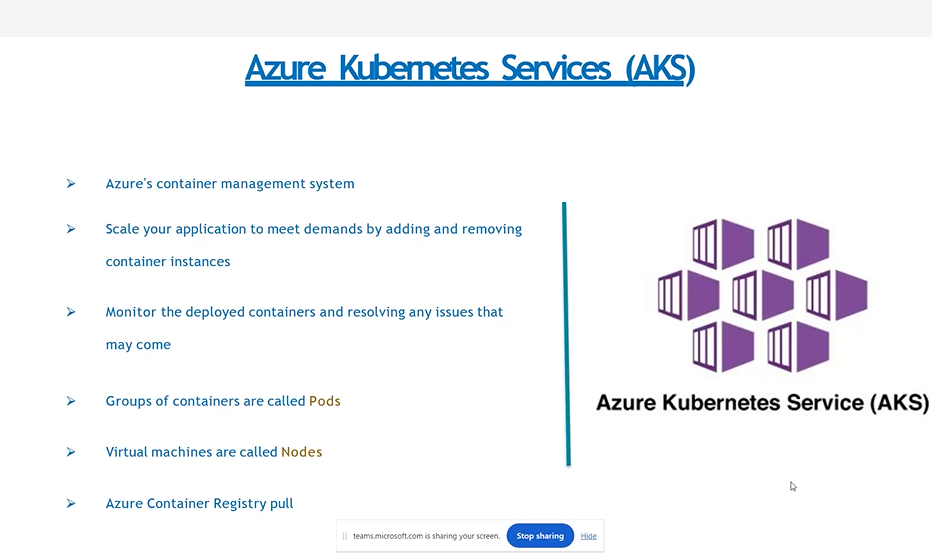 Azure Kubernetes Services (AKS)
Azure's container management system
Scale your application to meet demands by adding and removing
container instances
Monitor the deployed containers and resolving any issues that
may come
Groups of containers are called Pods
Virtual machines are called Nodes
Azure Container Registry pull
Azure Kubernetes Service (AKS)
teams.microsoft.com is sharing your screen. Stop sharing Hide